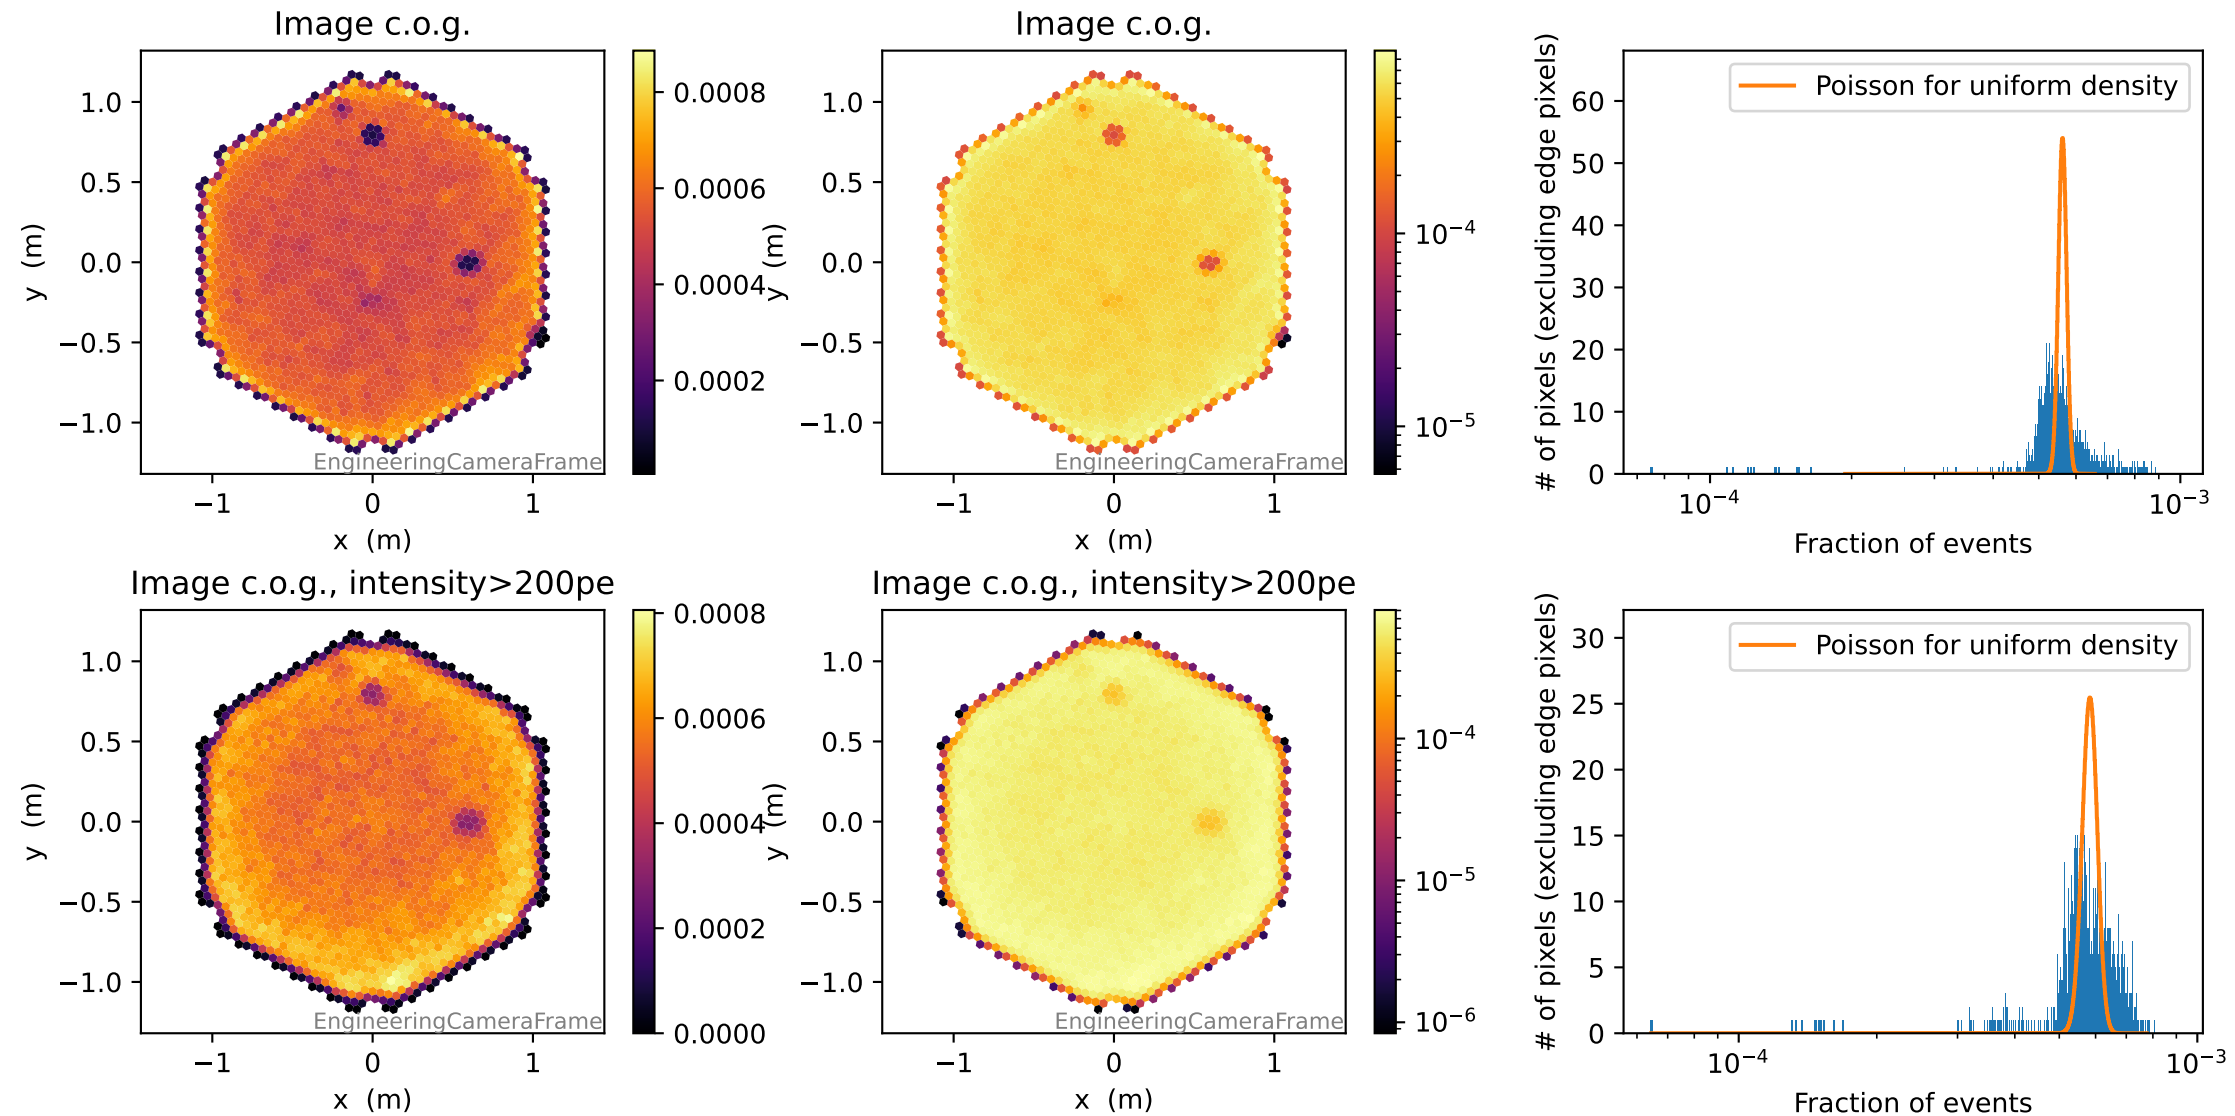 Image c.o.g.
1.0
0.5
0.0
−0.5
−1.0
y (m)
−1
0
1
x (m)
EngineeringCameraFrame
0.0008
0.0006
0.0004
0.0002
Image c.o.g.
1.0
0.5
0.0
−0.5
−1.0
y (m)
−1
0
1
x (m)
EngineeringCameraFrame
10⁻⁴
10⁻⁵
Poisson for uniform density
60
50
40
30
20
10
0
# of pixels (excluding edge pixels)
10⁻⁴
10⁻³
Fraction of events
Image c.o.g., intensity>200pe
1.0
0.5
0.0
−0.5
−1.0
y (m)
−1
0
1
x (m)
EngineeringCameraFrame
0.0008
0.0006
0.0004
0.0002
0.0000
Image c.o.g., intensity>200pe
1.0
0.5
0.0
−0.5
−1.0
y (m)
−1
0
1
x (m)
EngineeringCameraFrame
10⁻⁴
10⁻⁵
10⁻⁶
Poisson for uniform density
30
25
20
15
10
5
0
# of pixels (excluding edge pixels)
10⁻⁴
10⁻³
Fraction of events